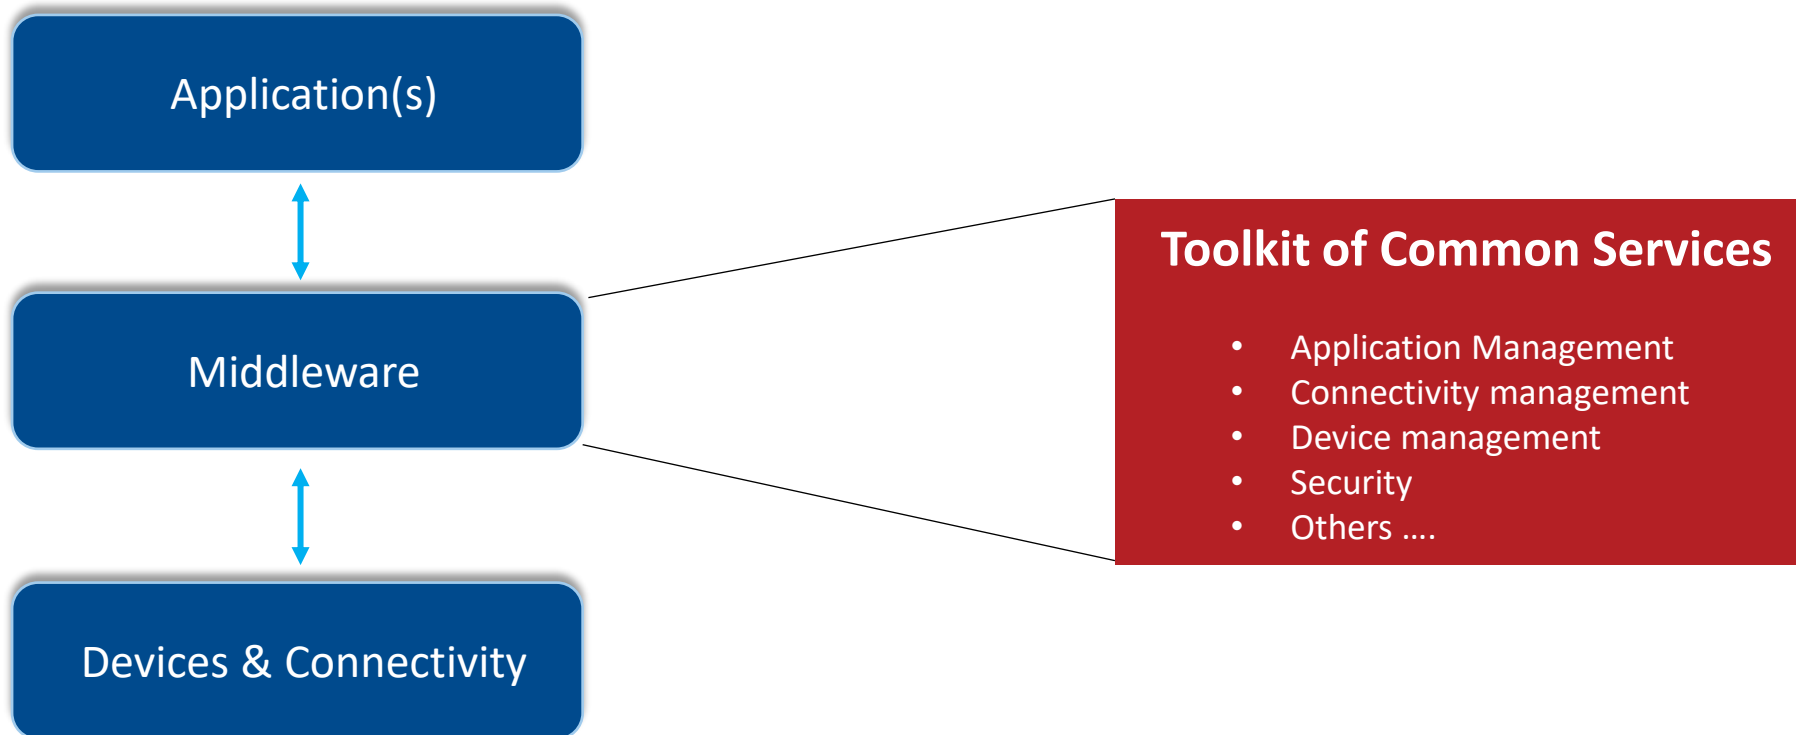 Application(s)
Middleware
Devices & Connectivity
Toolkit of Common Services
• Application Management
• Connectivity management
• Device management
• Security
• Others ....